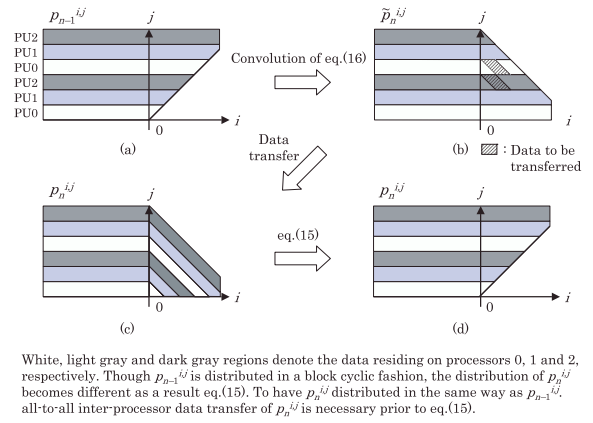 p_{n–1}^{i,j}
j
PU2
PU1
PU0
PU2
PU1
PU0
0
i
(a)
Convolution of eq.(16)
p̃_n^{i,j}
j
0
i
(b)
: Data to be
transferred
Data
transfer
p_n^{i,j}
j
0
i
(c)
eq.(15)
p_n^{i,j}
j
0
i
(d)
White, light gray and dark gray regions denote the data residing on processors 0, 1 and 2,
respectively. Though p_{n–1}^{i,j} is distributed in a block cyclic fashion, the distribution of p_n^{i,j}
becomes different as a result eq.(15). To have p_n^{i,j} distributed in the same way as p_{n–1}^{i,j}.
all-to-all inter-processor data transfer of p_n^{i,j} is necessary prior to eq.(15).